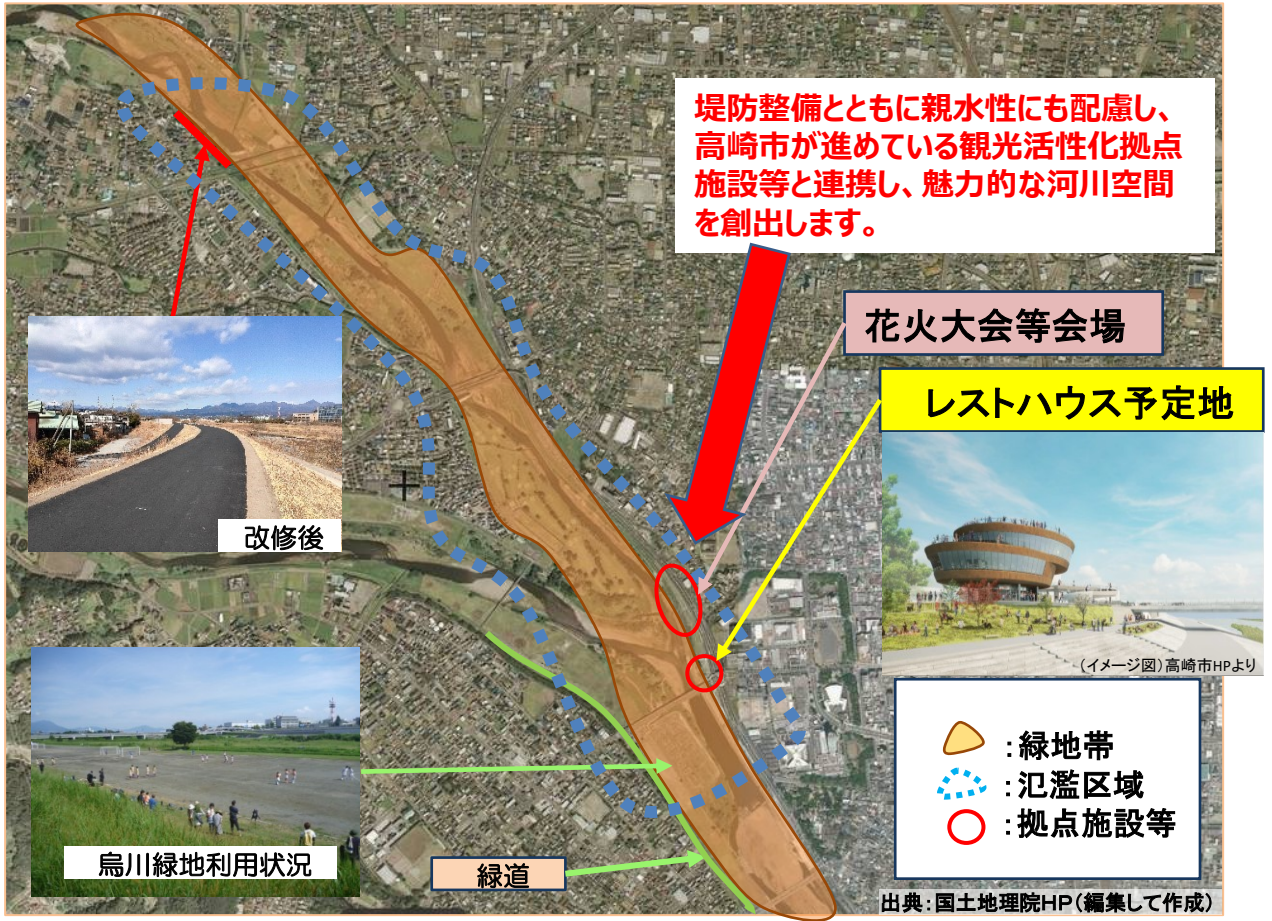 堤防整備とともに親水性にも配慮し、
高崎市が進めている観光活性化拠点
施設等と連携し、魅力的な河川空間
を創出します。
花火大会等会場
レストハウス予定地
(イメージ図)高崎市HPより
改修後
烏川緑地利用状況
緑道
：緑地帯
：氾濫区域
：拠点施設等
出典：国土地理院HP(編集して作成)